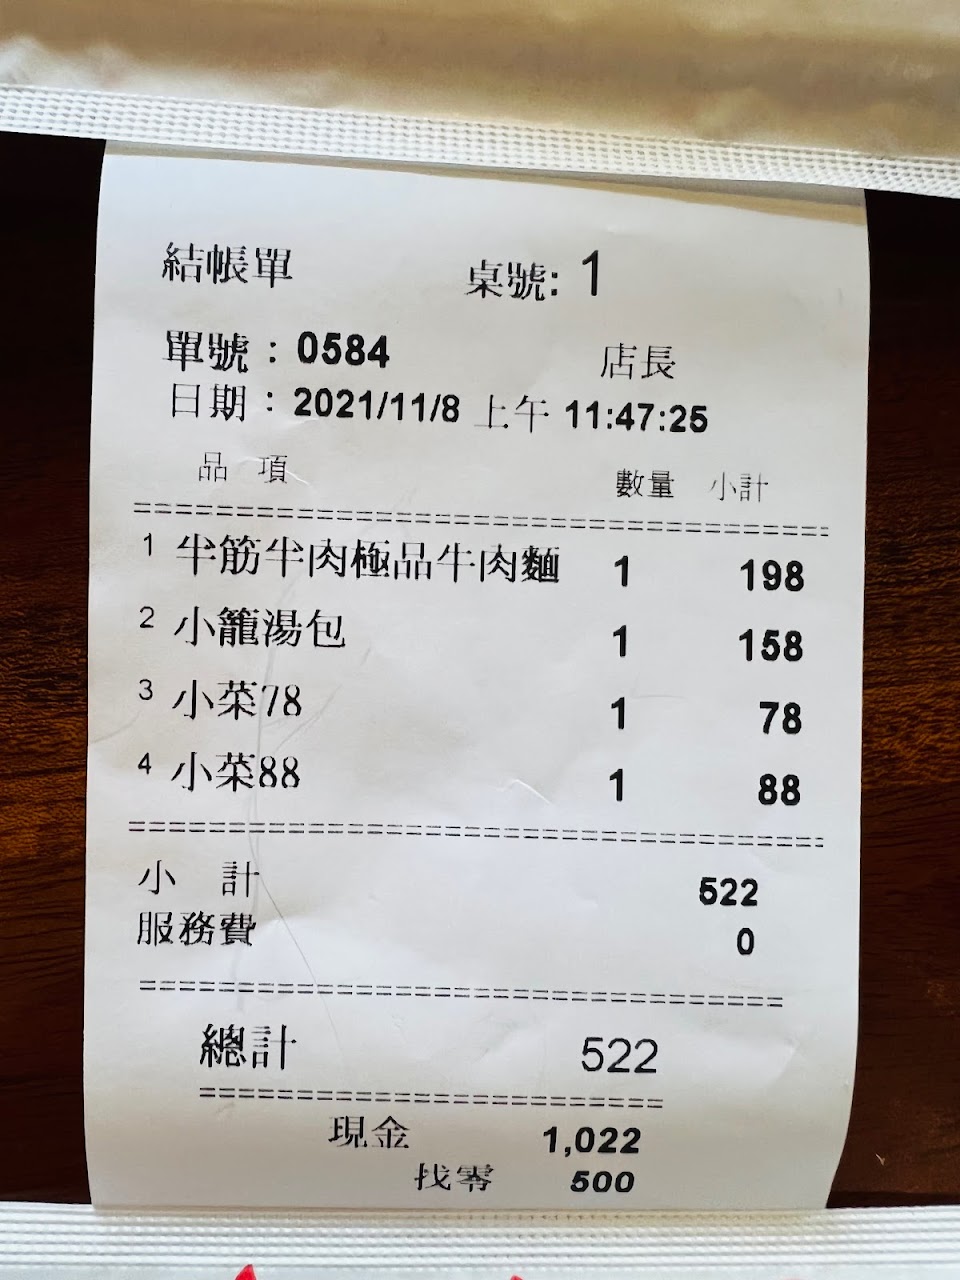 結帳單 桌號: 1
單號：0584 店長
日期：2021/11/8 上午 11:47:25
品項 數量 小計
1 半筋半肉極品牛肉麵 1 198
2 小籠湯包 1 158
3 小菜78 1 78
4 小菜88 1 88
小計 522
服務費 0
總計 522
現金 1,022
找零 500